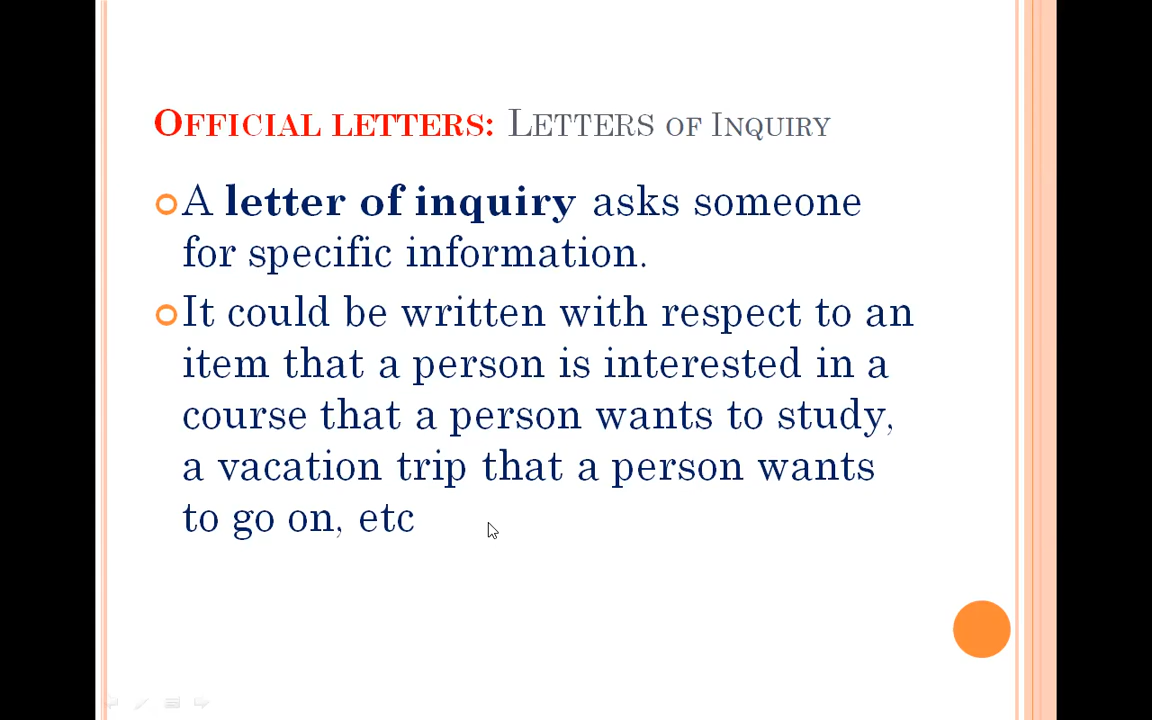 OFFICIAL LETTERS: LETTERS OF INQUIRY
A letter of inquiry asks someone
for specific information.
It could be written with respect to an
item that a person is interested in a
course that a person wants to study,
a vacation trip that a person wants
to go on, etc